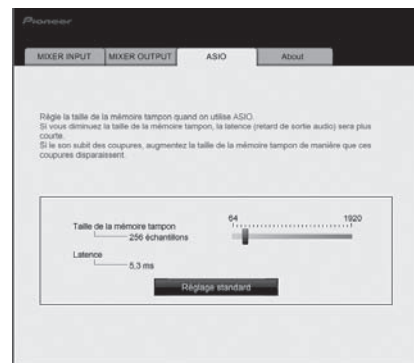 Pioneer
MIXER INPUT MIXER OUTPUT ASIO About
Règle la taille de la mémoire tampon quand on utilise ASIO.
Si vous diminuez la taille de la mémoire tampon, la latence (retard de sortie audio) sera plus
courte.
Si le son subit des coupures, augmentez la taille de la mémoire tampon de manière que ces
coupures disparaissent.
64 1920
Taille de la mémoire tampon
256 échantillons
Latence
5,3 ms
Réglage standard